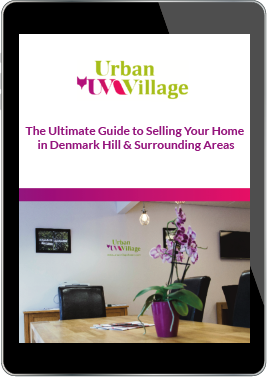 Urban
UV Village
The Ultimate Guide to Selling Your Home
in Denmark Hill & Surrounding Areas
Urban
Village